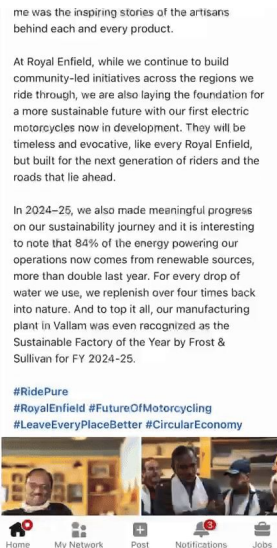 me was the inspiring stories of the artisans
behind each and every product.
At Royal Enfield, while we continue to build
community-led initiatives across the regions we
ride through, we are also laying the foundation for
a more sustainable future with our first electric
motorcycles now in development. They will be
timeless and evocative, like every Royal Enfield,
but built for the next generation of riders and the
roads that lie ahead.
In 2024–25, we also made meaningful progress
on our sustainability journey and it is interesting
to note that 84% of the energy powering our
operations now comes from renewable sources,
more than double last year. For every drop of
water we use, we replenish over four times back
into nature. And to top it all, our manufacturing
plant in Vallam was even recognized as the
Sustainable Factory of the Year by Frost &
Sullivan for FY 2024-25.
#RidePure
#RoyalEnfield #FutureOfMotorcycling
#LeaveEveryPlaceBetter #CircularEconomy
3
Home My Network Post Notifications Jobs